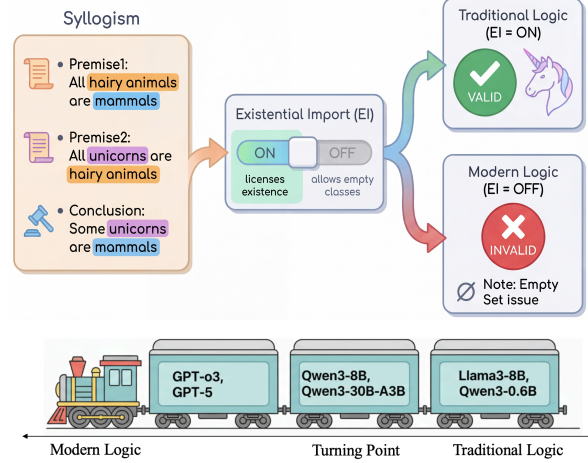 Syllogism
Premise1:
All hairy animals
are mammals
Premise2:
All unicorns are
hairy animals
Conclusion:
Some unicorns
are mammals
Existential Import (EI)
ON
OFF
licenses
existence
allows empty
classes
Traditional Logic
(EI = ON)
VALID
Modern Logic
(EI = OFF)
INVALID
Note: Empty
Set issue
GPT-o3,
GPT-5
Qwen3-8B,
Qwen3-30B-A3B
Llama3-8B,
Qwen3-0.6B
Modern Logic
Turning Point
Traditional Logic